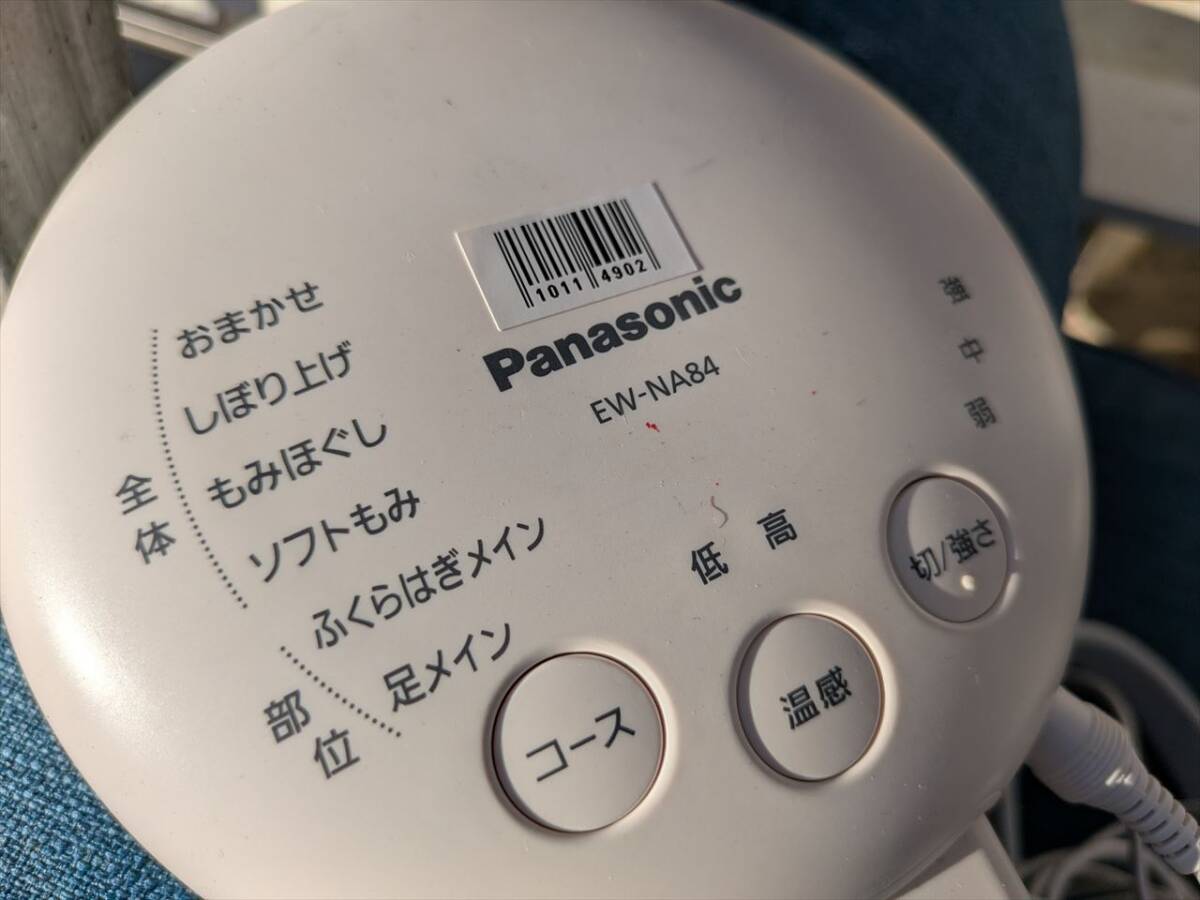 1011 4902
Panasonic
EW-NA84
おまかせ
しぼり上げ
もみほぐし
ソフトもみ
全体
ふくらはぎメイン
足メイン
部位
強
中
弱
高
低
切/強さ
温感
コース